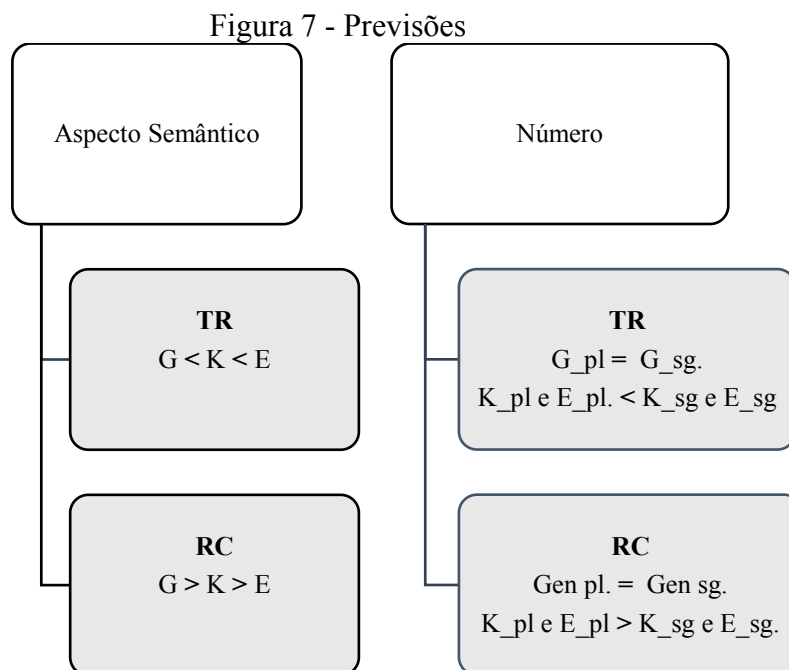 Figura 7 - Previsões
Aspecto Semântico
TR
G < K < E
RC
G > K > E
Número
TR
G_pl = G_sg.
K_pl e E_pl. < K_sg e E_sg
RC
Gen pl. = Gen sg.
K_pl e E_pl > K_sg e E_sg.